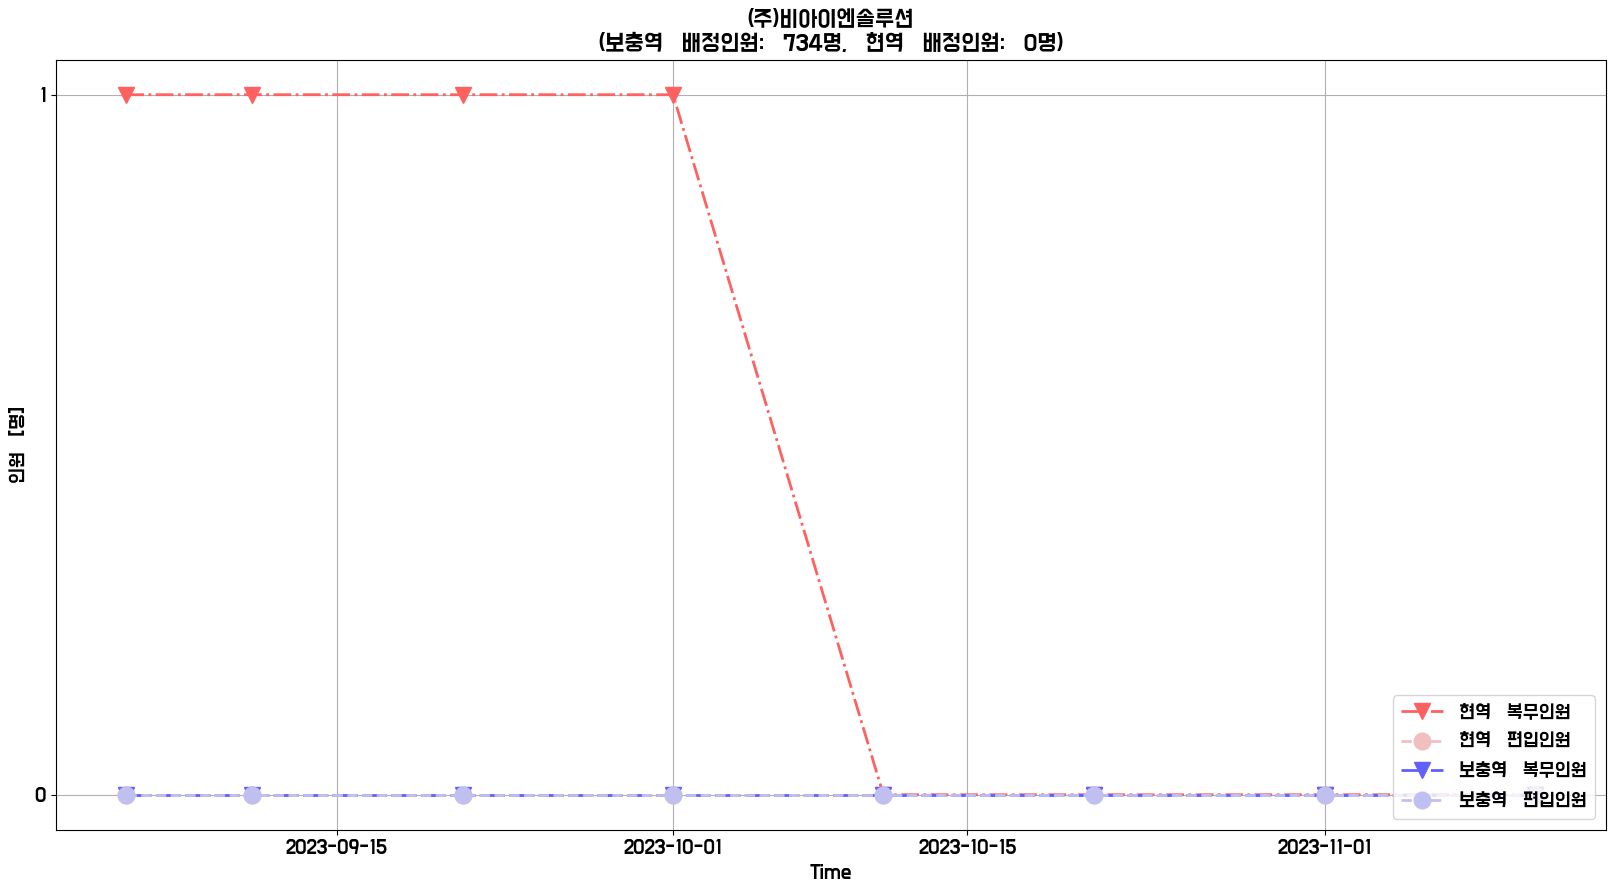 (주)비아이엔솔루션
(보충역 배정인원: 734명, 현역 배정인원: 0명)
1
0
인원 [명]
2023-09-15
2023-10-01
2023-10-15
2023-11-01
Time
현역 복무인원
현역 편입인원
보충역 복무인원
보충역 편입인원